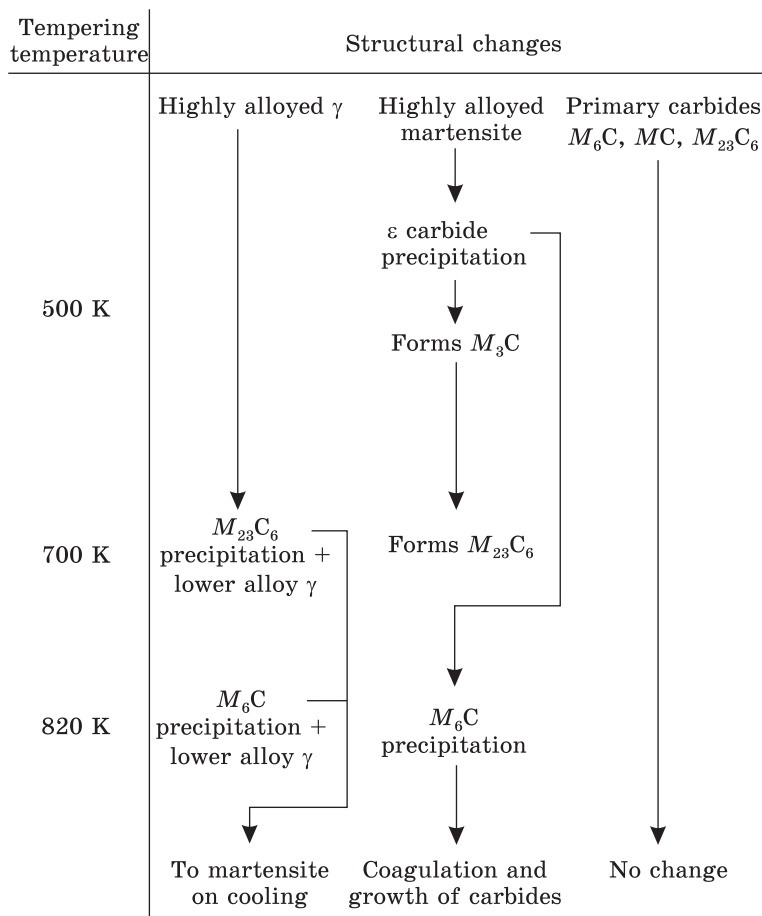 Tempering
temperature
Structural changes
Highly alloyed γ
Highly alloyed
martensite
Primary carbides
M₆C, MC, M₂₃C₆
ε carbide
precipitation
500 K
Forms M₃C
700 K
M₂₃C₆
precipitation +
lower alloy γ
Forms M₂₃C₆
820 K
M₆C
precipitation +
lower alloy γ
M₆C
precipitation
To martensite
on cooling
Coagulation and
growth of carbides
No change